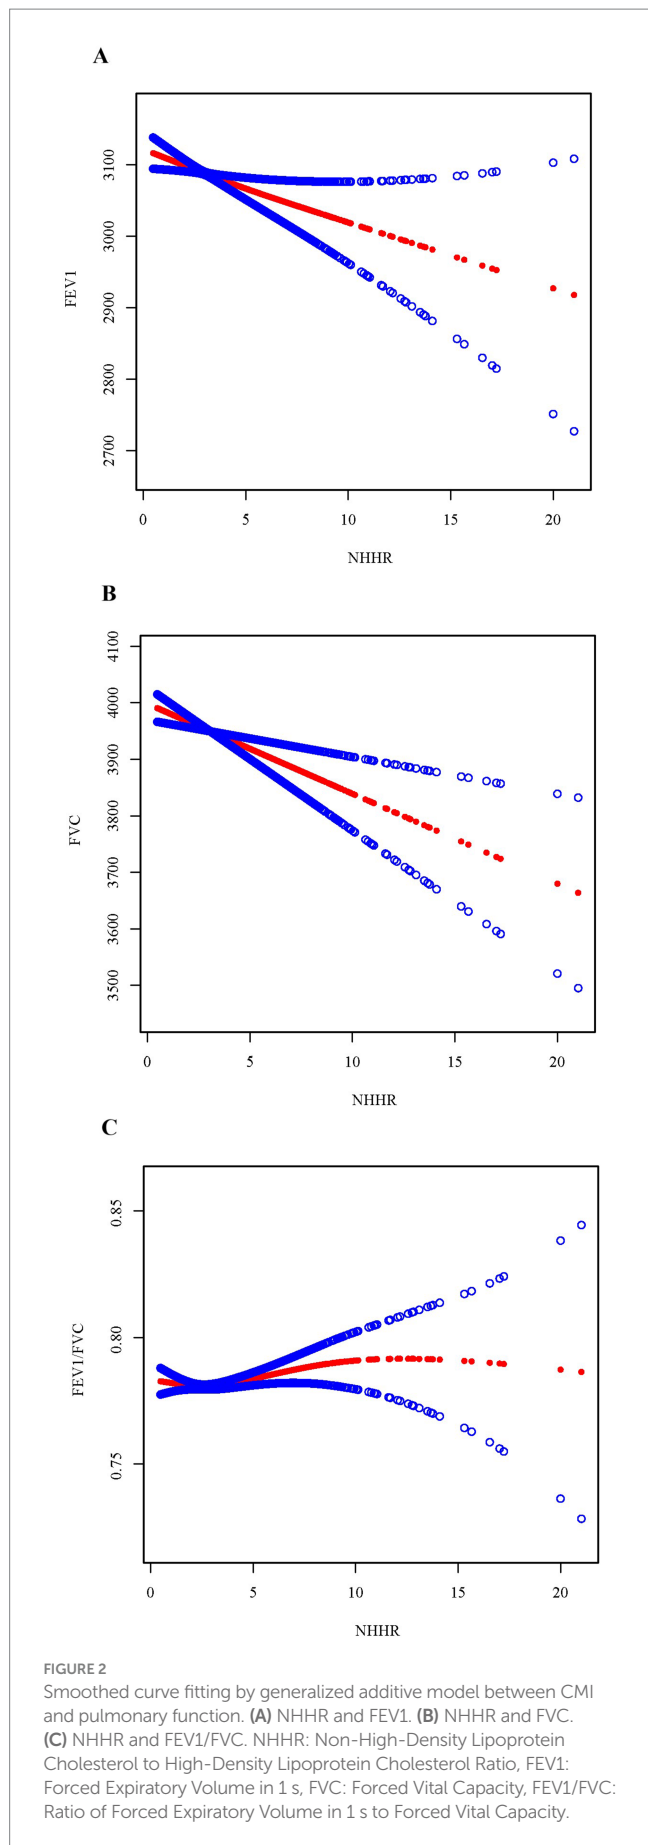 A
FEV1
3100
3000
2900
2800
2700
0 5 10 15 20
NHHR
B
FVC
4100
4000
3900
3800
3700
3600
3500
0 5 10 15 20
NHHR
C
FEV1/FVC
0.85
0.80
0.75
0 5 10 15 20
NHHR
FIGURE 2
Smoothed curve fitting by generalized additive model between CMI
and pulmonary function. (A) NHHR and FEV1. (B) NHHR and FVC.
(C) NHHR and FEV1/FVC. NHHR: Non-High-Density Lipoprotein
Cholesterol to High-Density Lipoprotein Cholesterol Ratio, FEV1:
Forced Expiratory Volume in 1 s, FVC: Forced Vital Capacity, FEV1/FVC:
Ratio of Forced Expiratory Volume in 1 s to Forced Vital Capacity.